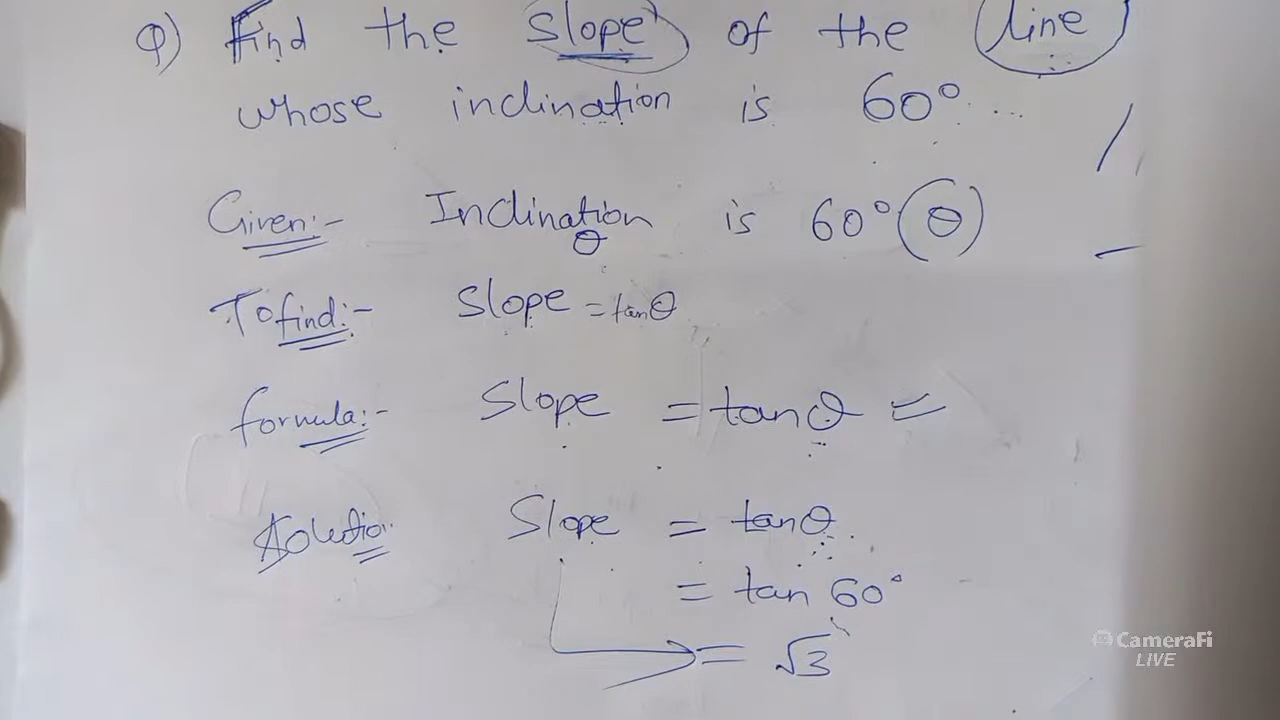 Q) Find the Slope of the line
whose inclination is 60° ...
Given:- Inclination is 60° (θ)
θ
To find:- Slope = tanθ
formula:- Slope = tanθ =
Solution Slope = tanθ
= tan 60°
= √3
CameraFi
LIVE